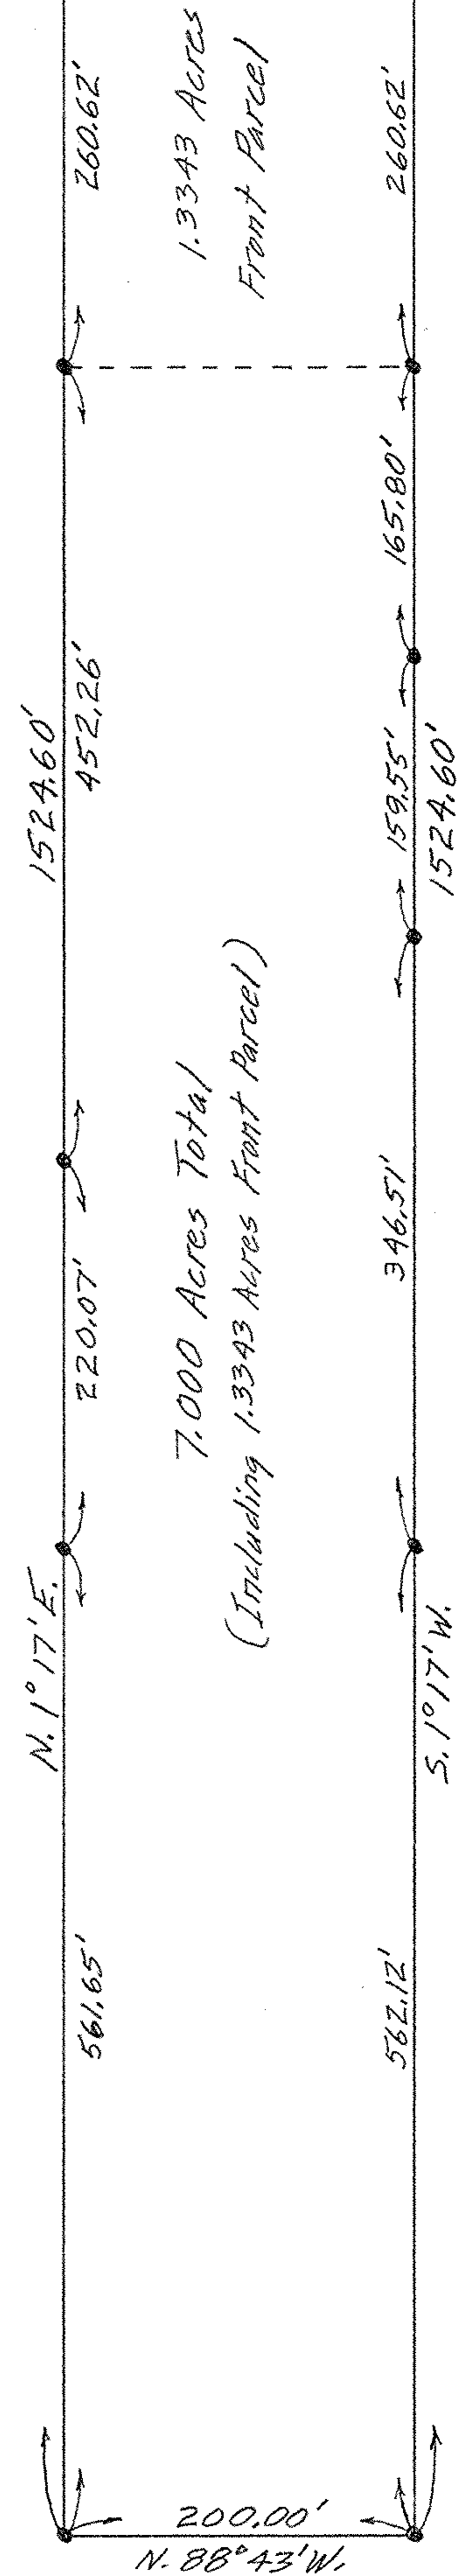 260.62'
1.3343 Acres
Front Parcel
260.62'
165.80'
452.26'
1524.60'
159.55'
1524.60'
7.000 Acres Total
(Including 1.3343 Acres Front Parcel)
346.51'
220.07'
N. 1° 17' E.
S. 1° 17' W.
561.65'
562.12'
200.00'
N. 88° 43' W.